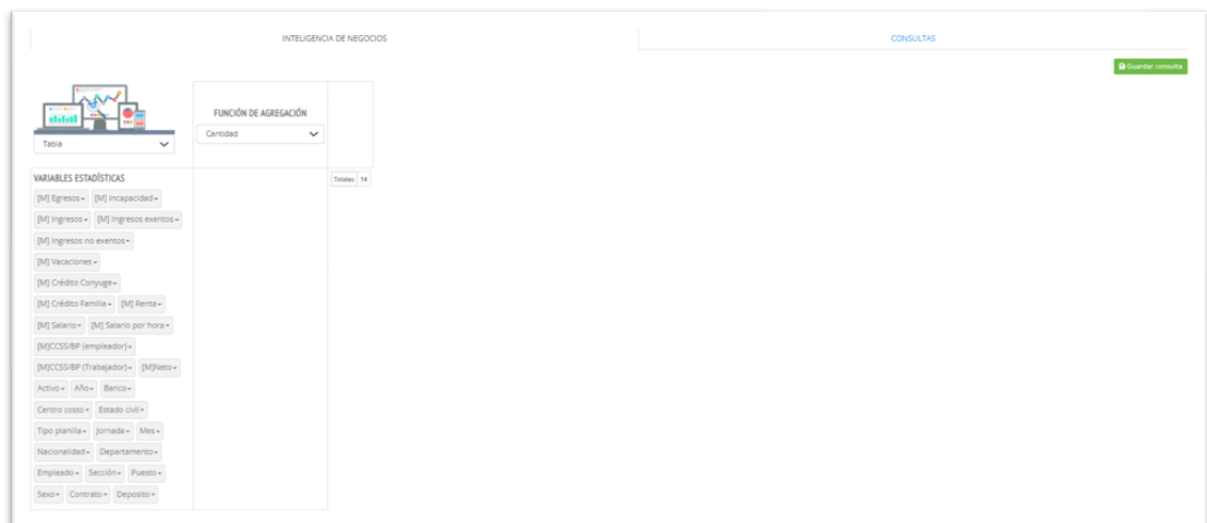 INTELIGENCIA DE NEGOCIOS
CONSULTAS
Guardar consulta
FUNCIÓN DE AGREGACIÓN
Tabla
Cantidad
VARIABLES ESTADÍSTICAS
Totales 14
[M] Egresos [M] Incapacidad
[M] Ingresos [M] Ingresos exentos
[M] Ingresos no exentos
[M] Vacaciones
[M] Crédito Conyuge
[M] Crédito Familia [M] Renta
[M] Salario [M] Salario por hora
[M]CCSS/BP (empleador)
[M]CCSS/BP (Trabajador) [M]Neto
Activo Año Banco
Centro costo Estado civil
Tipo planilla Jornada Mes
Nacionalidad Departamento
Empleado Sección Puesto
Sexo Contrato Deposito